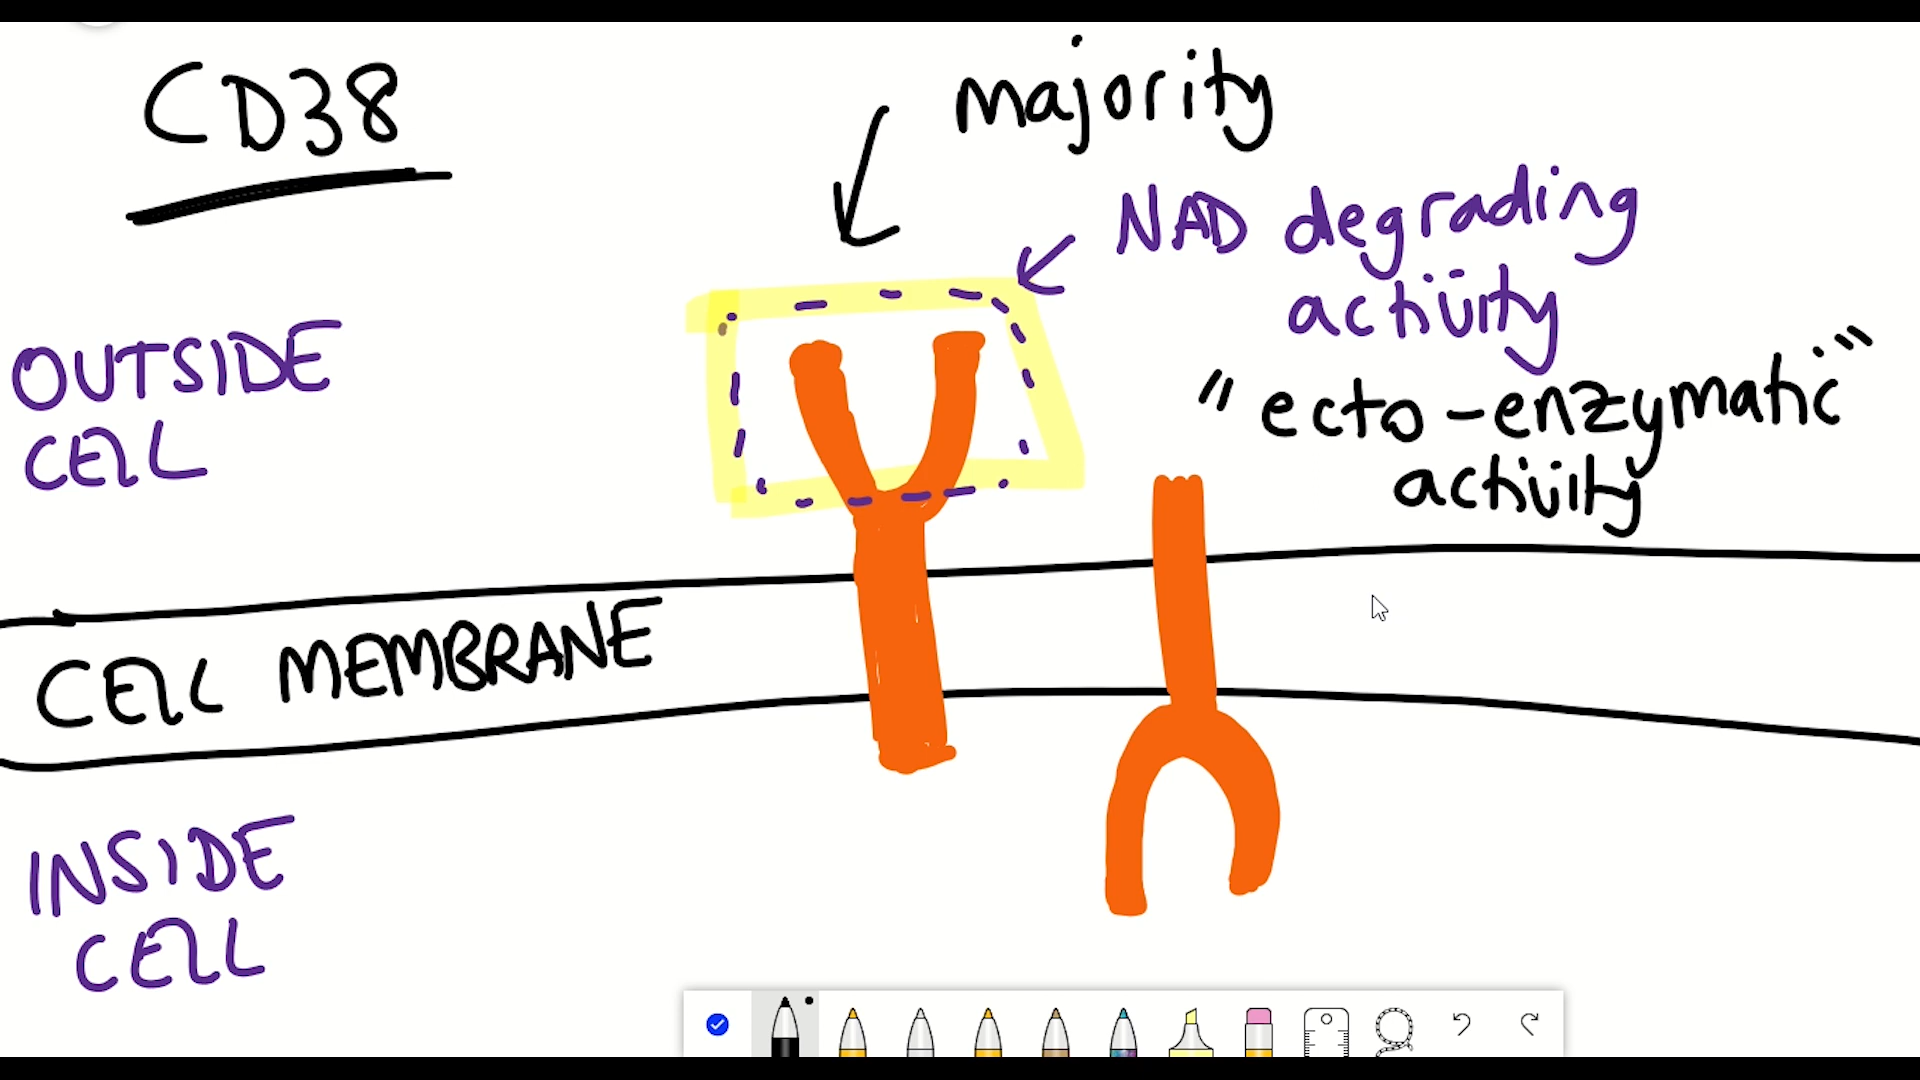 CD38
majority
NAD degrading
activity
"ecto-enzymatic"
activity
OUTSIDE
CELL
CELL MEMBRANE
INSIDE
CELL